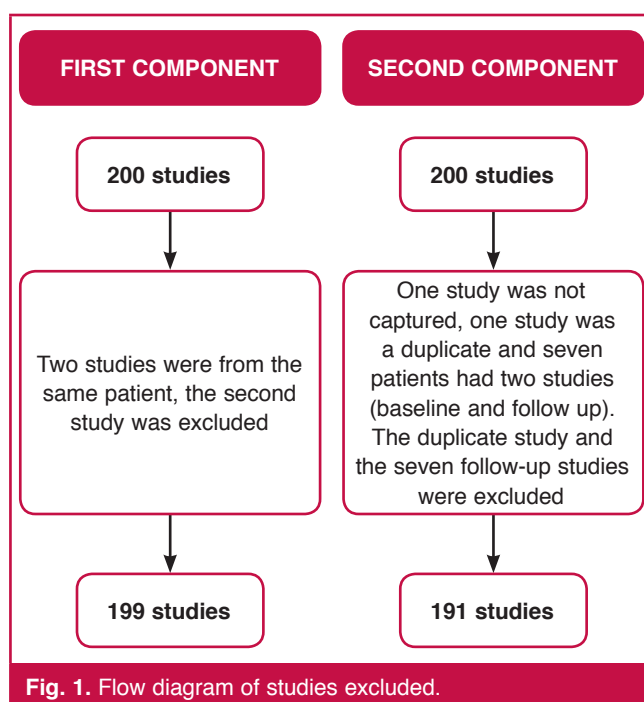 FIRST COMPONENT
200 studies
Two studies were from the
same patient, the second
study was excluded
199 studies
SECOND COMPONENT
200 studies
One study was not
captured, one study was
a duplicate and seven
patients had two studies
(baseline and follow up).
The duplicate study and
the seven follow-up studies
were excluded
191 studies
Fig. 1. Flow diagram of studies excluded.